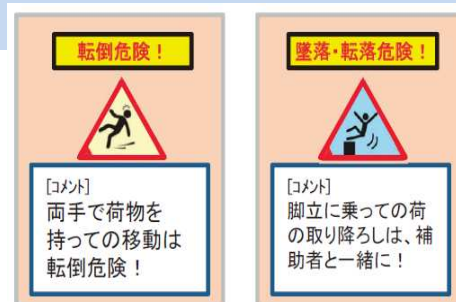 転倒危険！
[コメント]
両手で荷物を
持っての移動は
転倒危険！
墜落・転落危険！
[コメント]
脚立に乗っての荷
の取り降ろしは、補
助者と一緒に！